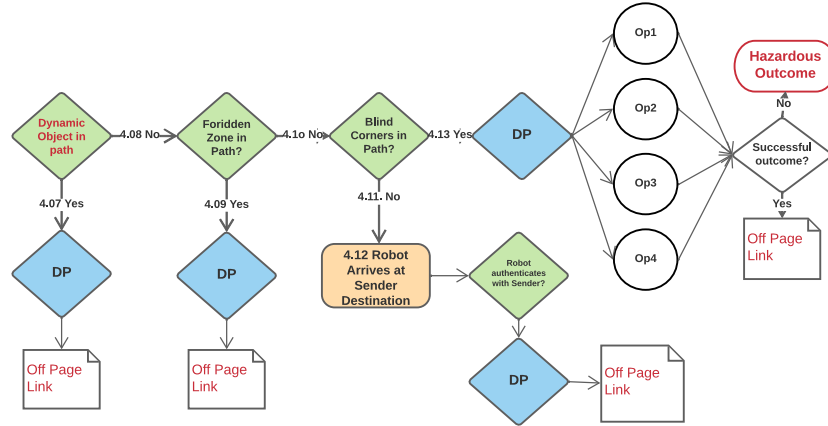 Dynamic
Object in
path
4.08 No
Foridden
Zone in
Path?
4.1o No
Blind
Corners in
Path?
4.13 Yes
DP
Op1
Op2
Op3
Op4
Hazardous
Outcome
No
Successful
outcome?
Yes
Off Page
Link
4.07 Yes
4.09 Yes
4.11. No
DP
DP
4.12 Robot
Arrives at
Sender
Destination
Robot
authenticates
with Sender?
Off Page
Link
Off Page
Link
DP
Off Page
Link